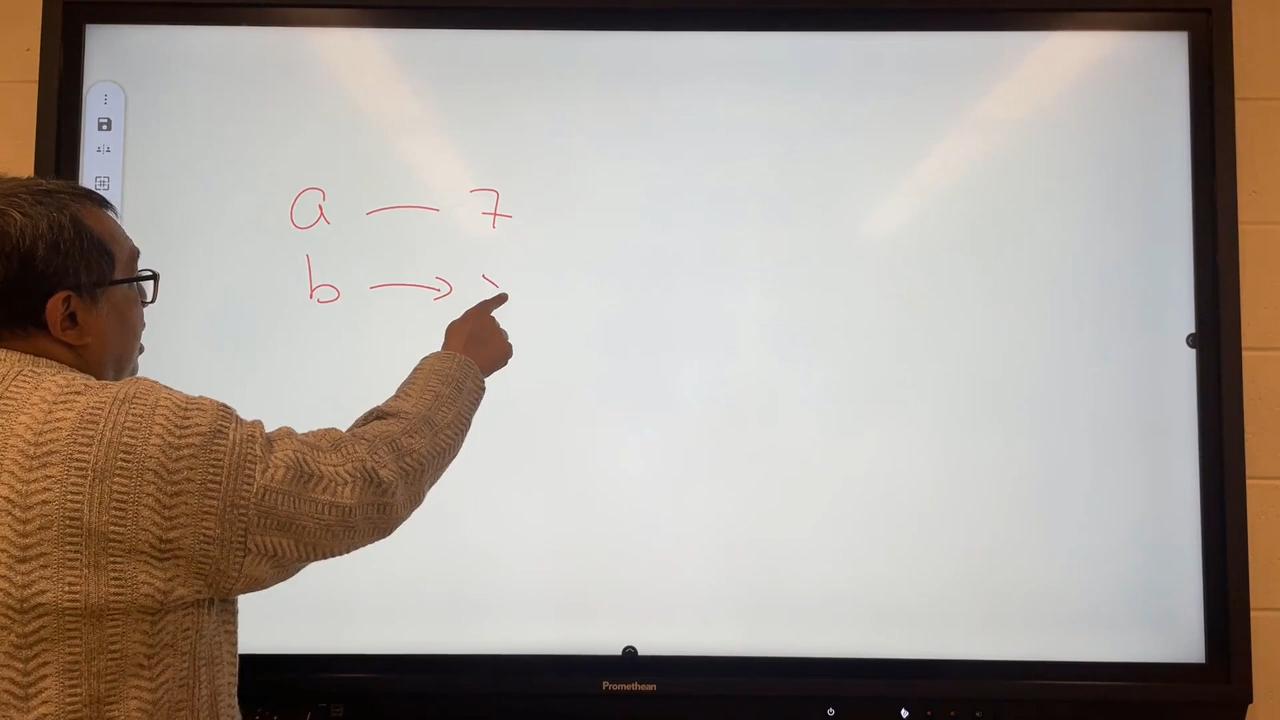 a — 7
b →
Promethean